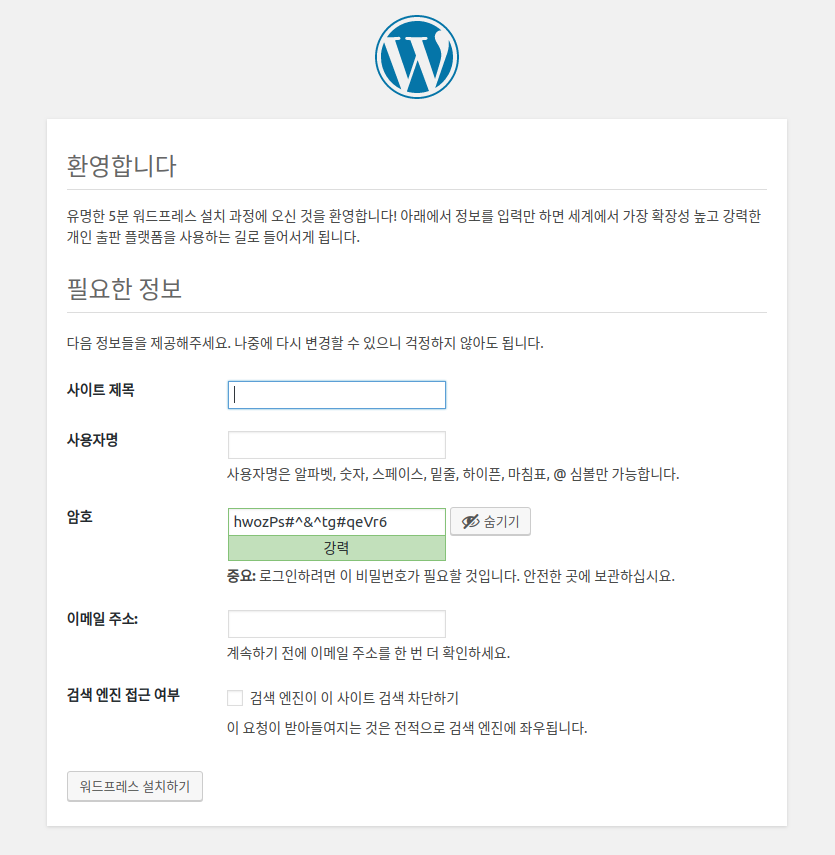 환영합니다
유명한 5분 워드프레스 설치 과정에 오신 것을 환영합니다! 아래에서 정보를 입력만 하면 세계에서 가장 확장성 높고 강력한
개인 출판 플랫폼을 사용하는 길로 들어서게 됩니다.
필요한 정보
다음 정보들을 제공해주세요. 나중에 다시 변경할 수 있으니 걱정하지 않아도 됩니다.
사이트 제목
사용자명
사용자명은 알파벳, 숫자, 스페이스, 밑줄, 하이픈, 마침표, @ 심볼만 가능합니다.
암호
hwozPs#^&^tg#qeVr6
숨기기
강력
중요: 로그인하려면 이 비밀번호가 필요할 것입니다. 안전한 곳에 보관하십시요.
이메일 주소:
계속하기 전에 이메일 주소를 한 번 더 확인하세요.
검색 엔진 접근 여부
검색 엔진이 이 사이트 검색 차단하기
이 요청이 받아들여지는 것은 전적으로 검색 엔진에 좌우됩니다.
워드프레스 설치하기